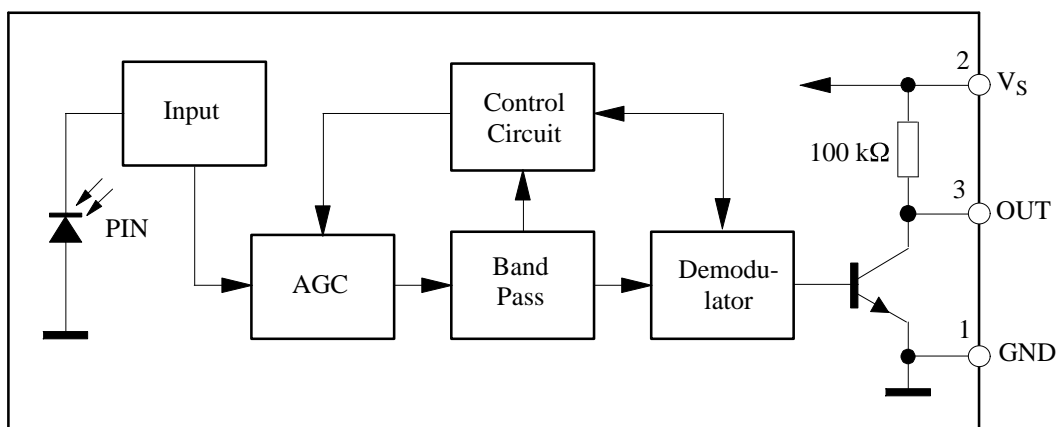 Input
Control
Circuit
2
V_S
100 kΩ
3
OUT
PIN
AGC
Band
Pass
Demodu-
lator
1
GND